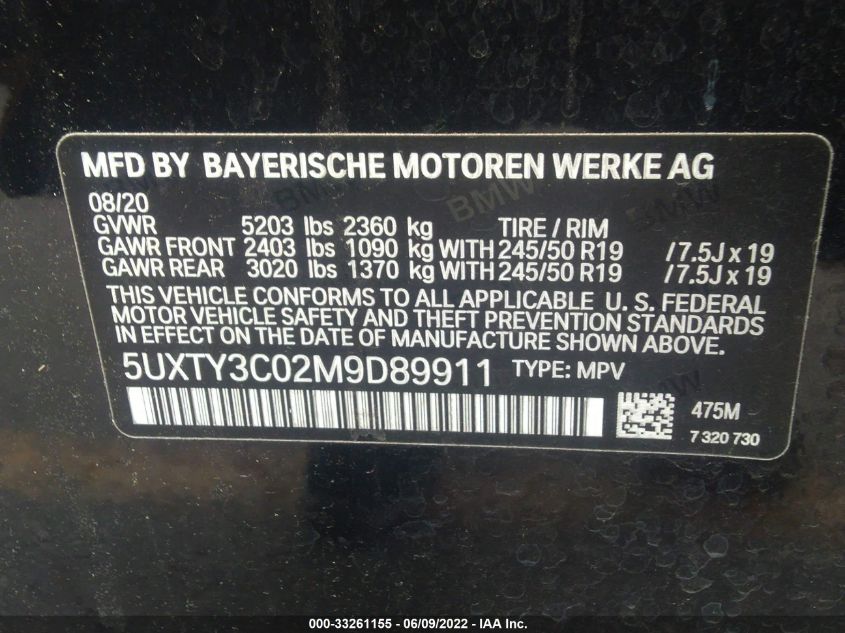 MFD BY BAYERISCHE MOTOREN WERKE AG
08/20
GVWR 5203 lbs 2360 kg TIRE / RIM
GAWR FRONT 2403 lbs 1090 kg WITH 245/50 R19 /7.5J x 19
GAWR REAR 3020 lbs 1370 kg WITH 245/50 R19 /7.5J x 19
THIS VEHICLE CONFORMS TO ALL APPLICABLE U. S. FEDERAL
MOTOR VEHICLE SAFETY AND THEFT PREVENTION STANDARDS
IN EFFECT ON THE DATE OF MANUFACTURE SHOWN ABOVE.
5UXTY3C02M9D89911 TYPE: MPV
475M
7 320 730
BMW
000-33261155 - 06/09/2022 - IAA Inc.